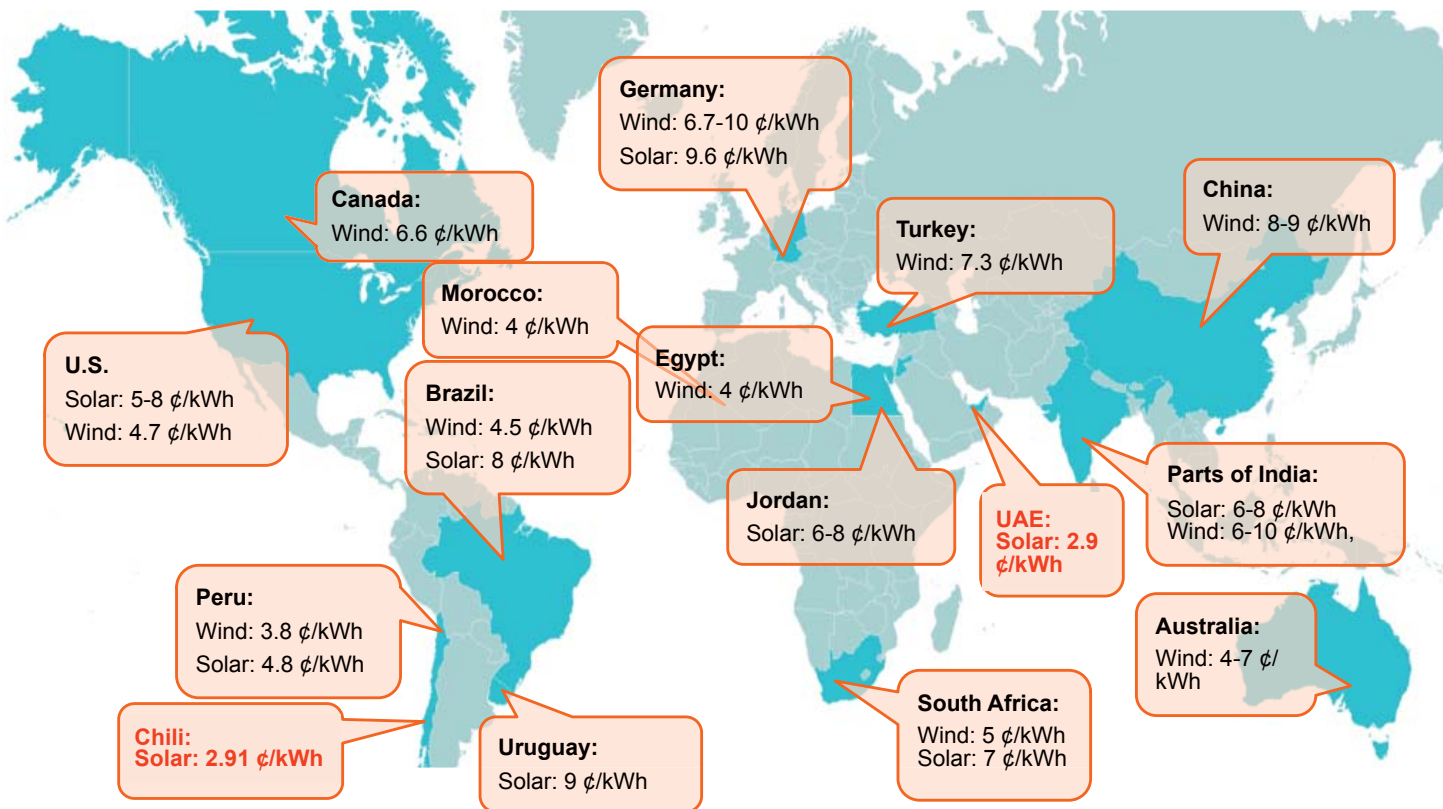 Germany:
Wind: 6.7-10 ¢/kWh
Solar: 9.6 ¢/kWh
Canada:
Wind: 6.6 ¢/kWh
China:
Wind: 8-9 ¢/kWh
Turkey:
Wind: 7.3 ¢/kWh
Morocco:
Wind: 4 ¢/kWh
U.S.
Solar: 5-8 ¢/kWh
Wind: 4.7 ¢/kWh
Egypt:
Wind: 4 ¢/kWh
Brazil:
Wind: 4.5 ¢/kWh
Solar: 8 ¢/kWh
Jordan:
Solar: 6-8 ¢/kWh
UAE:
Solar: 2.9
¢/kWh
Parts of India:
Solar: 6-8 ¢/kWh
Wind: 6-10 ¢/kWh,
Peru:
Wind: 3.8 ¢/kWh
Solar: 4.8 ¢/kWh
Australia:
Wind: 4-7 ¢/
kWh
South Africa:
Wind: 5 ¢/kWh
Solar: 7 ¢/kWh
Chili:
Solar: 2.91 ¢/kWh
Uruguay:
Solar: 9 ¢/kWh